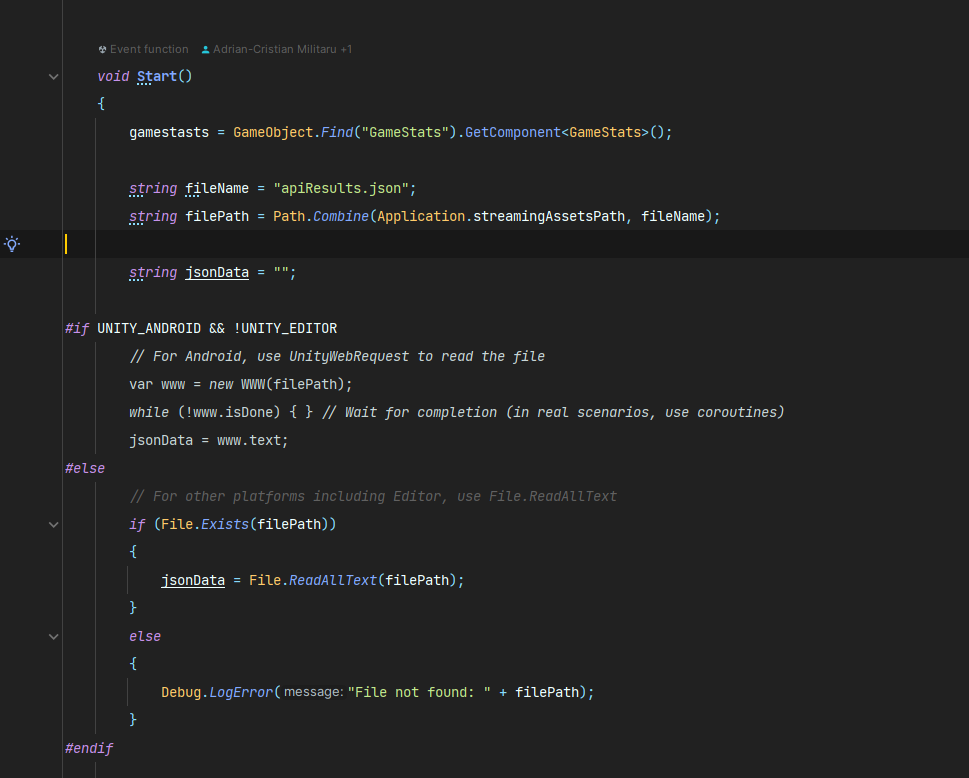 Event function Adrian-Cristian Militaru +1
void Start()
{
gamestasts = GameObject.Find("GameStats").GetComponent<GameStats>();
string fileName = "apiResults.json";
string filePath = Path.Combine(Application.streamingAssetsPath, fileName);
string jsonData = "";
#if UNITY_ANDROID && !UNITY_EDITOR
// For Android, use UnityWebRequest to read the file
var www = new WWW(filePath);
while (!www.isDone) { } // Wait for completion (in real scenarios, use coroutines)
jsonData = www.text;
#else
// For other platforms including Editor, use File.ReadAllText
if (File.Exists(filePath))
{
jsonData = File.ReadAllText(filePath);
}
else
{
Debug.LogError( message: "File not found: " + filePath);
}
#endif